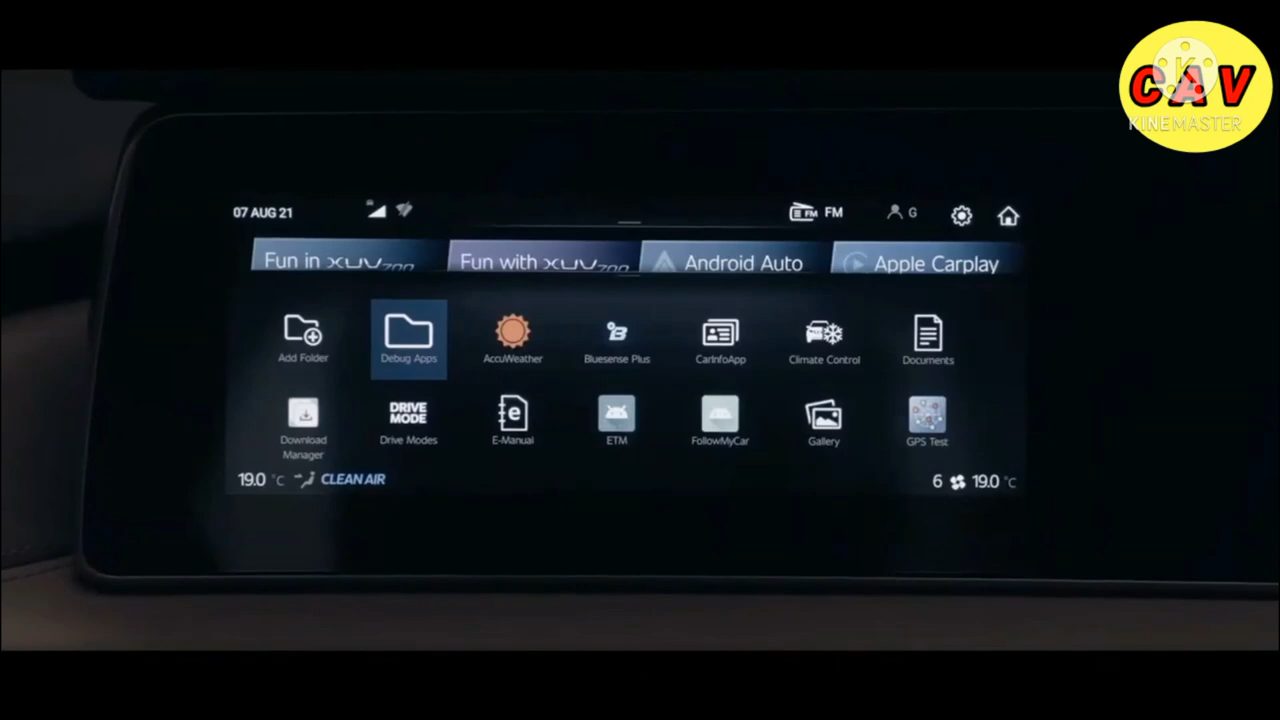 CAV
KINEMASTER
07 AUG 21
FM FM
G
Fun in XUV700
Fun with XUV700
Android Auto
Apple Carplay
Add Folder
Debug Apps
AccuWeather
Bluesense Plus
CarInfoApp
Climate Control
Documents
Download
Manager
DRIVE
MODE
Drive Modes
E-Manual
ETM
FollowMyCar
Gallery
GPS Test
19.0 °C
CLEAN AIR
6
19.0 °C